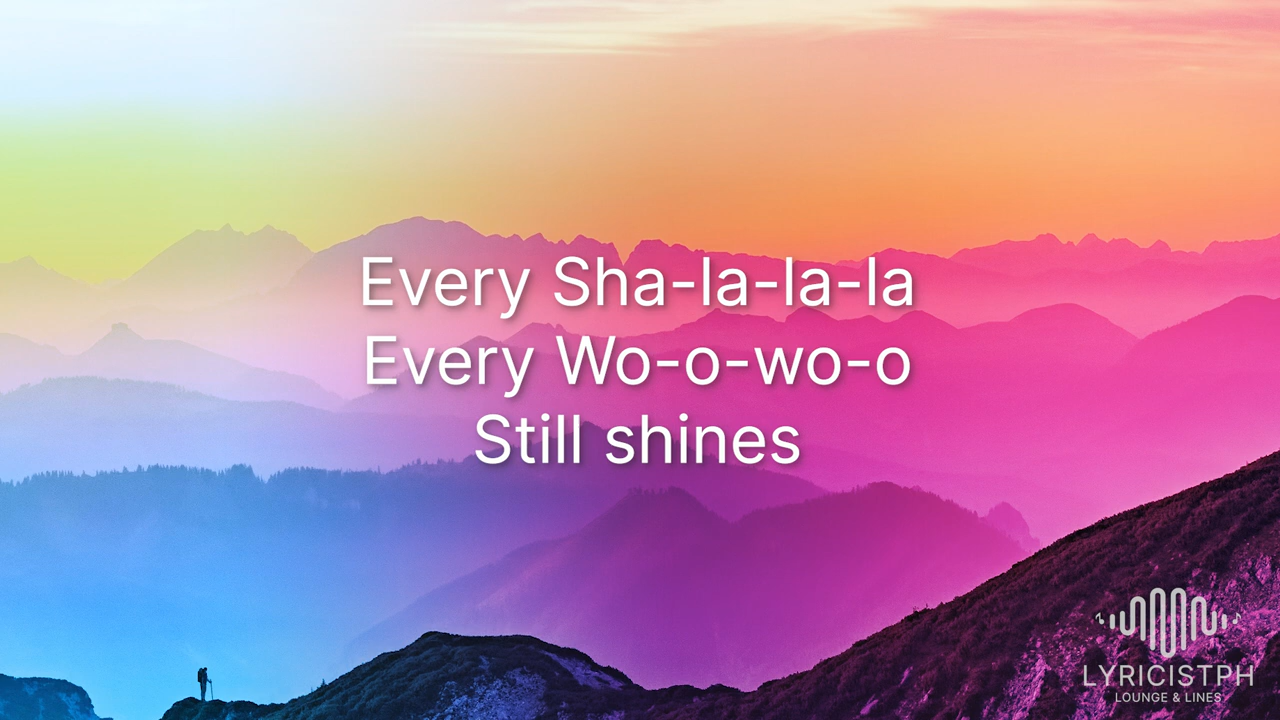 Every Sha-la-la-la
Every Wo-o-wo-o
Still shines
LYRICISTPH
LOUNGE & LINES